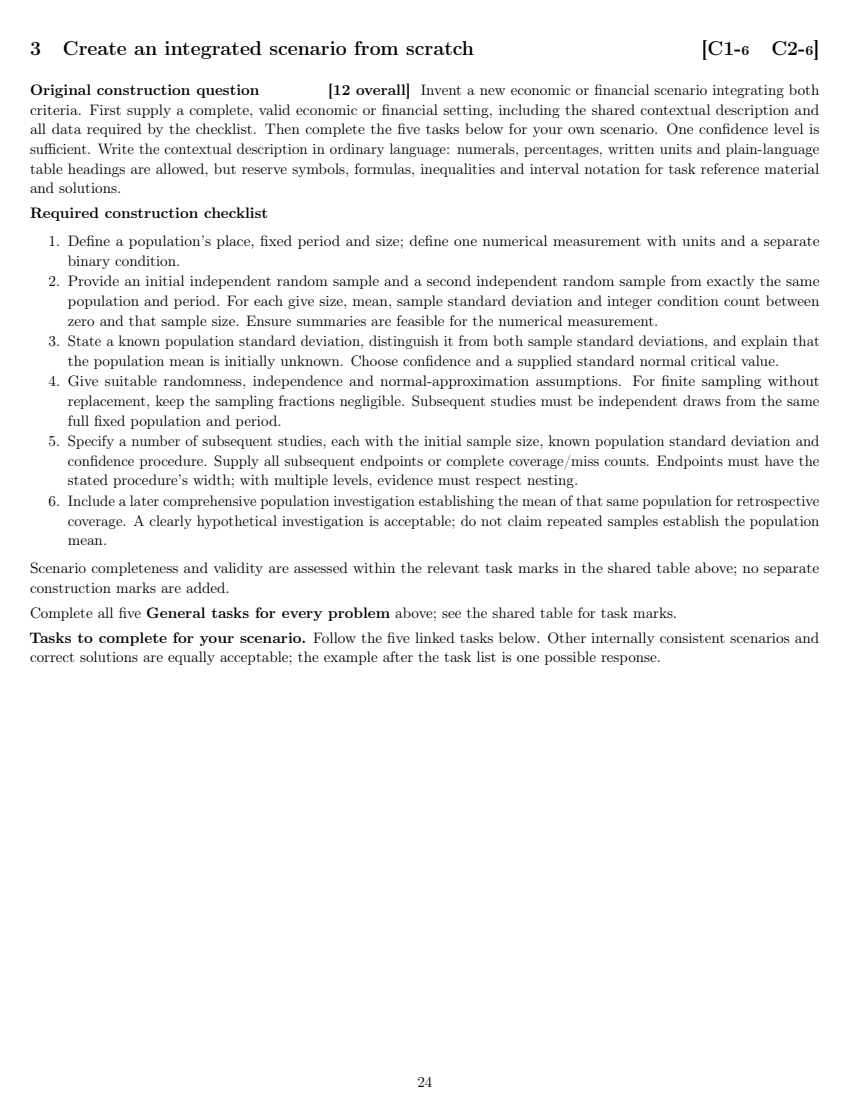 3 Create an integrated scenario from scratch [C1-6 C2-6]
Original construction question [12 overall] Invent a new economic or financial scenario integrating both
criteria. First supply a complete, valid economic or financial setting, including the shared contextual description and
all data required by the checklist. Then complete the five tasks below for your own scenario. One confidence level is
sufficient. Write the contextual description in ordinary language: numerals, percentages, written units and plain-language
table headings are allowed, but reserve symbols, formulas, inequalities and interval notation for task reference material
and solutions.
Required construction checklist
1. Define a population's place, fixed period and size; define one numerical measurement with units and a separate
binary condition.
2. Provide an initial independent random sample and a second independent random sample from exactly the same
population and period. For each give size, mean, sample standard deviation and integer condition count between
zero and that sample size. Ensure summaries are feasible for the numerical measurement.
3. State a known population standard deviation, distinguish it from both sample standard deviations, and explain that
the population mean is initially unknown. Choose confidence and a supplied standard normal critical value.
4. Give suitable randomness, independence and normal-approximation assumptions. For finite sampling without
replacement, keep the sampling fractions negligible. Subsequent studies must be independent draws from the same
full fixed population and period.
5. Specify a number of subsequent studies, each with the initial sample size, known population standard deviation and
confidence procedure. Supply all subsequent endpoints or complete coverage/miss counts. Endpoints must have the
stated procedure's width; with multiple levels, evidence must respect nesting.
6. Include a later comprehensive population investigation establishing the mean of that same population for retrospective
coverage. A clearly hypothetical investigation is acceptable; do not claim repeated samples establish the population
mean.
Scenario completeness and validity are assessed within the relevant task marks in the shared table above; no separate
construction marks are added.
Complete all five General tasks for every problem above; see the shared table for task marks.
Tasks to complete for your scenario. Follow the five linked tasks below. Other internally consistent scenarios and
correct solutions are equally acceptable; the example after the task list is one possible response.
24